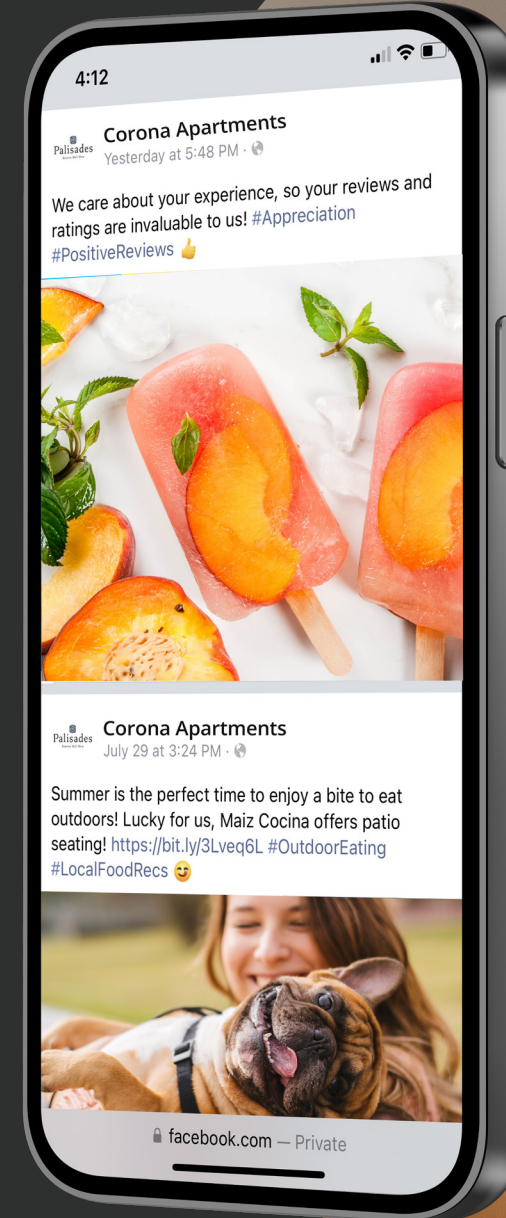 4:12
Palisades
Corona Apartments
Yesterday at 5:48 PM ·
We care about your experience, so your reviews and
ratings are invaluable to us! #Appreciation
#PositiveReviews 👍
Palisades
Corona Apartments
July 29 at 3:24 PM ·
Summer is the perfect time to enjoy a bite to eat
outdoors! Lucky for us, Maiz Cocina offers patio
seating! https://bit.ly/3Lveq6L #OutdoorEating
#LocalFoodRecs 😋
facebook.com — Private